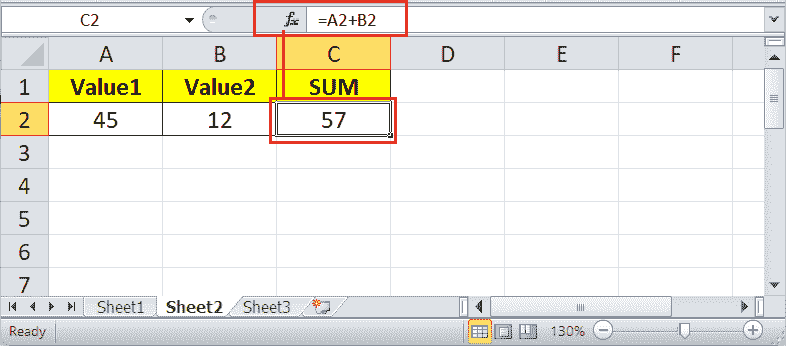 C2 fx =A2+B2
A B C D E F
1 Value1 Value2 SUM
2 45 12 57
3
4
5
6
7
Sheet1 Sheet2 Sheet3
Ready 130%